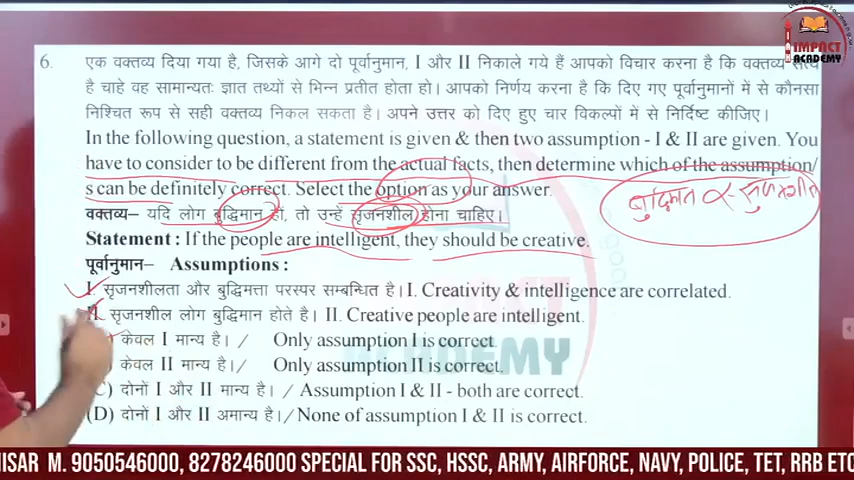 IMPACT
ACADEMY
6. एक वक्तव्य दिया गया है, जिसके आगे दो पूर्वानुमान, I और II निकाले गये हैं आपको विचार करना है कि वक्तव्य सत्य
है चाहे वह सामान्यतः ज्ञात तथ्यों से भिन्न प्रतीत होता हो। आपको निर्णय करना है कि दिए गए पूर्वानुमानों में से कौनसा
निश्चित रूप से सही वक्तव्य निकल सकता है। अपने उत्तर को दिए हुए चार विकल्पों में से निर्दिष्ट कीजिए।
In the following question, a statement is given & then two assumption - I & II are given. You
have to consider to be different from the actual facts, then determine which of the assumption/
s can be definitely correct. Select the option as your answer.
वक्तव्य– यदि लोग बुद्धिमान हों, तो उन्हें सृजनशील होना चाहिए।
Statement : If the people are intelligent, they should be creative.
पूर्वानुमान– Assumptions :
I. सृजनशीलता और बुद्धिमत्ता परस्पर सम्बन्धित है। I. Creativity & intelligence are correlated.
II. सृजनशील लोग बुद्धिमान होते है। II. Creative people are intelligent.
केवल I मान्य है। / Only assumption I is correct.
केवल II मान्य है। / Only assumption II is correct.
C) दोनों I और II मान्य है। / Assumption I & II - both are correct.
(D) दोनों I और II अमान्य है। / None of assumption I & II is correct.
ACADEMY
HISAR M. 9050546000, 8278246000 SPECIAL FOR SSC, HSSC, ARMY, AIRFORCE, NAVY, POLICE, TET, RRB ETC